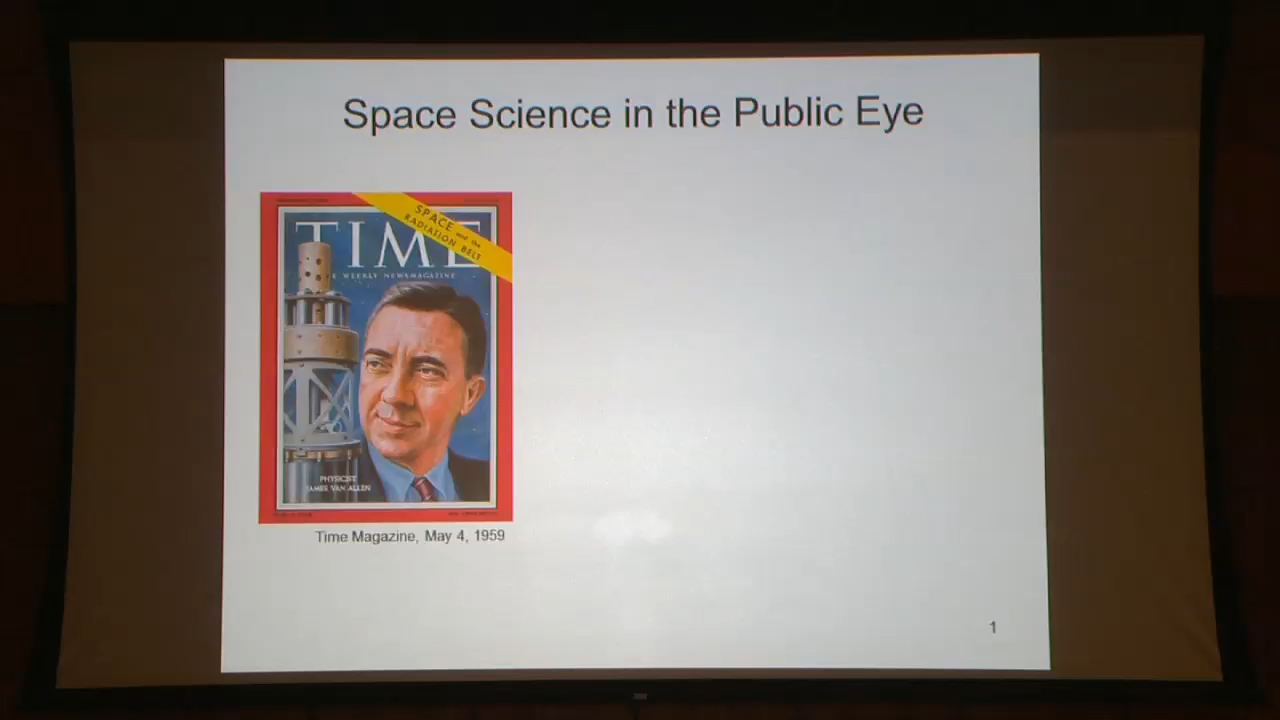 Space Science in the Public Eye
SPACE and the
RADIATION BELT
TIME
WEEKLY NEWSMAGAZINE
PHYSICIST
JAMES VAN ALLEN
Time Magazine, May 4, 1959
1